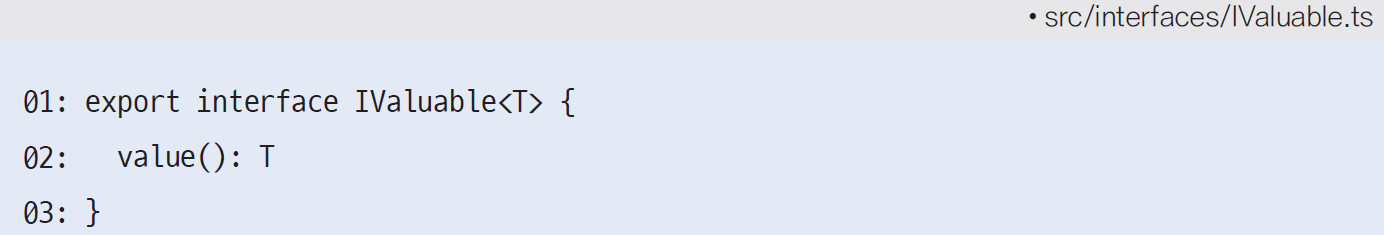 • src/interfaces/IValuable.ts
01: export interface IValuable<T> {
02:   value(): T
03: }